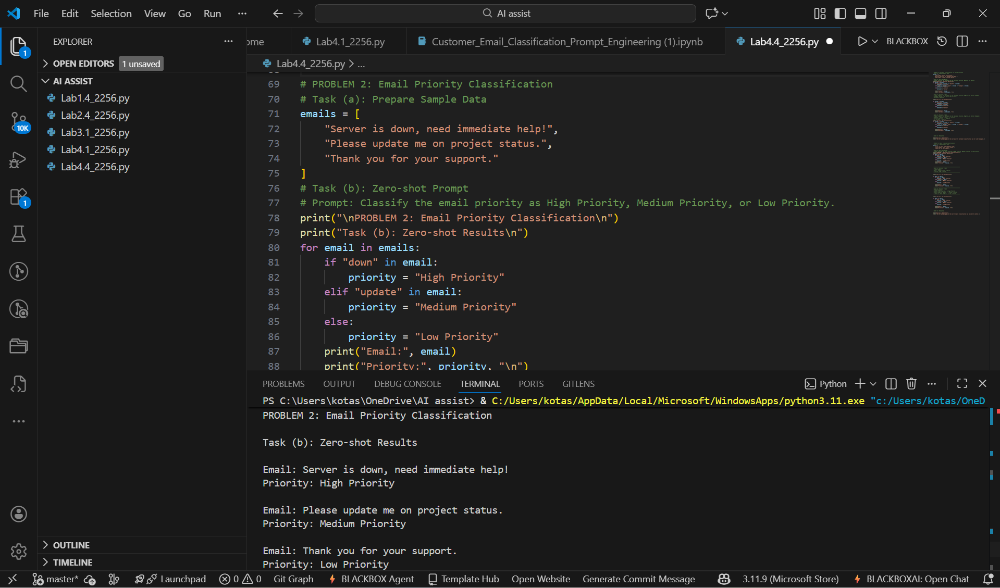 File Edit Selection View Go Run ··· AI assist
EXPLORER ···
OPEN EDITORS 1 unsaved
AI ASSIST
Lab1.4_2256.py
Lab2.4_2256.py
Lab3.1_2256.py
Lab4.1_2256.py
Lab4.4_2256.py
OUTLINE
TIMELINE
1
10K
1
ome Lab4.1_2256.py Customer_Email_Classification_Prompt_Engineering (1).ipynb Lab4.4_2256.py ● BLACKBOX ···
Lab4.4_2256.py > ...
69 # PROBLEM 2: Email Priority Classification
70 # Task (a): Prepare Sample Data
71 emails = [
72     "Server is down, need immediate help!",
73     "Please update me on project status.",
74     "Thank you for your support."
75 ]
76 # Task (b): Zero-shot Prompt
77 # Prompt: Classify the email priority as High Priority, Medium Priority, or Low Priority.
78 print("\nPROBLEM 2: Email Priority Classification\n")
79 print("Task (b): Zero-shot Results\n")
80 for email in emails:
81     if "down" in email:
82         priority = "High Priority"
83     elif "update" in email:
84         priority = "Medium Priority"
85     else:
86         priority = "Low Priority"
87     print("Email:", email)
88     print("Priority:", priority, "\n")
PROBLEMS OUTPUT DEBUG CONSOLE TERMINAL PORTS GITLENS Python
PS C:\Users\kotas\OneDrive\AI assist> & C:/Users/kotas/AppData/Local/Microsoft/WindowsApps/python3.11.exe "c:/Users/kotas/OneD
PROBLEM 2: Email Priority Classification
Task (b): Zero-shot Results
Email: Server is down, need immediate help!
Priority: High Priority
Email: Please update me on project status.
Priority: Medium Priority
Email: Thank you for your support.
Priority: Low Priority
master* Launchpad 0 0 Git Graph BLACKBOX Agent Template Hub Open Website Generate Commit Message 3.11.9 (Microsoft Store) BLACKBOXAI: Open Chat